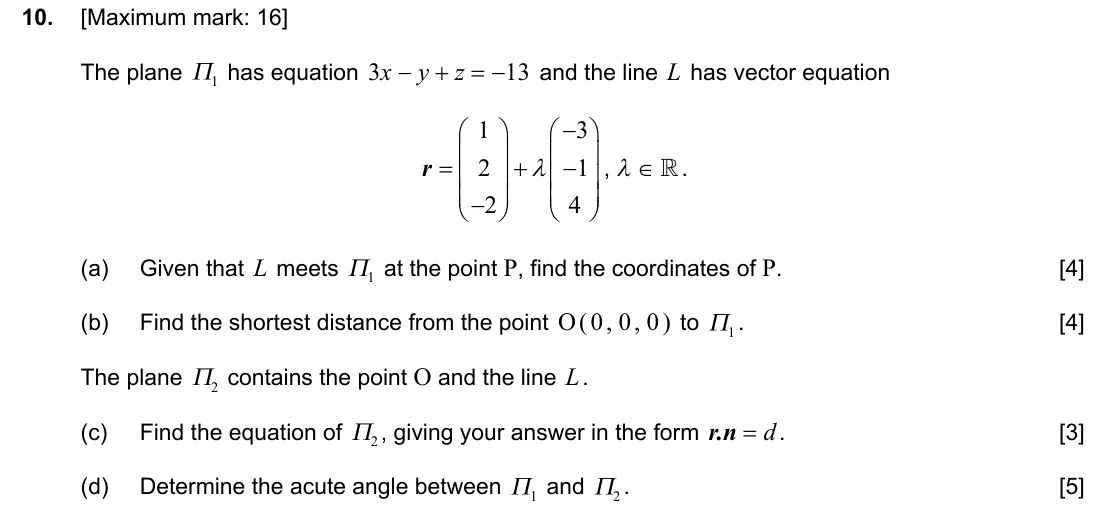 10. [Maximum mark: 16]
The plane Π₁ has equation 3x − y + z = −13 and the line L has vector equation
r = (1, 2, −2) + λ(−3, −1, 4), λ ∈ ℝ.
(a) Given that L meets Π₁ at the point P, find the coordinates of P. [4]
(b) Find the shortest distance from the point O(0, 0, 0) to Π₁. [4]
The plane Π₂ contains the point O and the line L.
(c) Find the equation of Π₂, giving your answer in the form r.n = d. [3]
(d) Determine the acute angle between Π₁ and Π₂. [5]